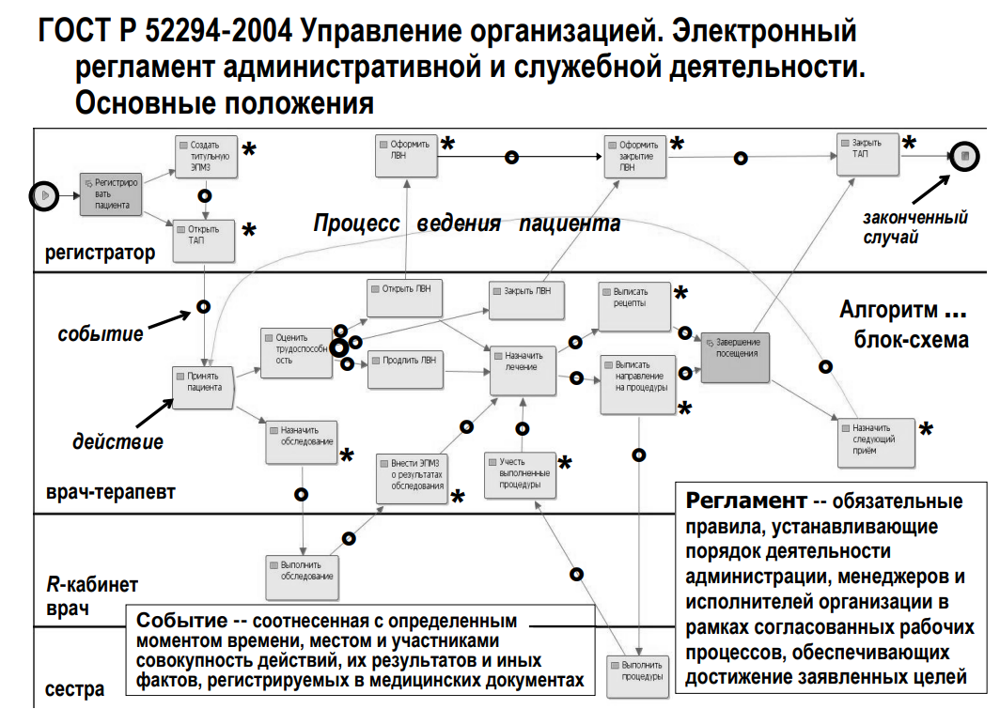 ГОСТ Р 52294-2004 Управление организацией. Электронный
регламент административной и служебной деятельности.
Основные положения
Создать
титульную
ЭПМЗ
*
Оформить
ЛВН
*
Оформить
закрытие
ЛВН
*
Закрыть
ТАП
*
Регистриро
вать
пациента
Открыть
ТАП
*
Процесс ведения пациента
законченный
случай
регистратор
событие
Открыть ЛВН
Закрыть ЛВН
Выписать
рецепты
*
Алгоритм ...
блок-схема
Оценить
трудоспособн
ость
Продлить ЛВН
Назначить
лечение
Выписать
направление
на процедуры
*
Завершение
посещения
Принять
пациента
действие
Назначить
обследование
*
Внести ЭПМЗ
о результатах
обследования
*
Учесть
выполненные
процедуры
*
Назначить
следующий
приём
*
врач-терапевт
R-кабинет
врач
Выполнить
обследование
Регламент -- обязательные
правила, устанавливающие
порядок деятельности
администрации, менеджеров и
исполнителей организации в
рамках согласованных рабочих
процессов, обеспечивающих
достижение заявленных целей
Событие -- соотнесенная с определенным
моментом времени, местом и участниками
совокупность действий, их результатов и иных
фактов, регистрируемых в медицинских документах
сестра
Выполнить
процедуры